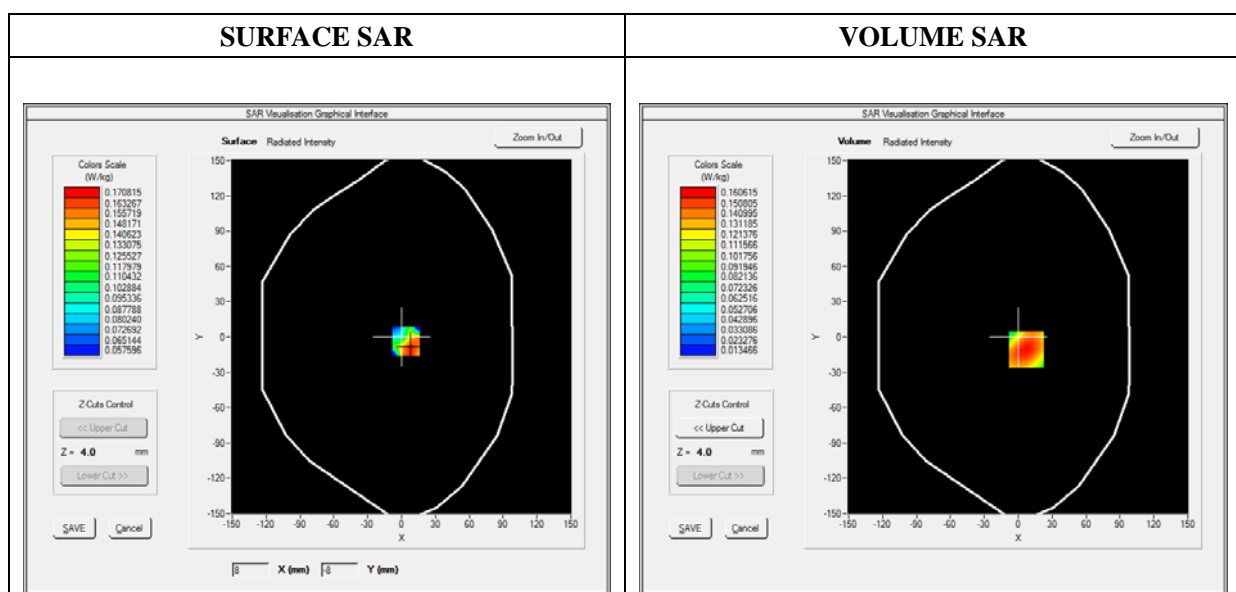 SURFACE SAR
VOLUME SAR
SAR Visualisation Graphical Interface
Surface Radiated Intensity
Zoom In/Out
Colors Scale
(W/kg)
0.170815
0.163267
0.155719
0.148171
0.140623
0.133075
0.125527
0.117979
0.110432
0.102884
0.095336
0.087788
0.080240
0.072692
0.065144
0.057596
Z-Cuts Control
<< Upper Cut
Z = 4.0 mm
Lower Cut >>
SAVE Cancel
150
120
90
60
30
0
-30
-60
-90
-120
-150
Y
-150 -120 -90 -60 -30 0 30 60 90 120 150
X
8 X (mm) -8 Y (mm)
SAR Visualisation Graphical Interface
Volume Radiated Intensity
Zoom In/Out
Colors Scale
(W/kg)
0.160615
0.150805
0.140995
0.131185
0.121376
0.111566
0.101756
0.091946
0.082136
0.072326
0.062516
0.052706
0.042896
0.033086
0.023276
0.013466
Z-Cuts Control
<< Upper Cut
Z = 4.0 mm
Lower Cut >>
SAVE Cancel
150
120
90
60
30
0
-30
-60
-90
-120
-150
Y
-150 -120 -90 -60 -30 0 30 60 90 120 150
X